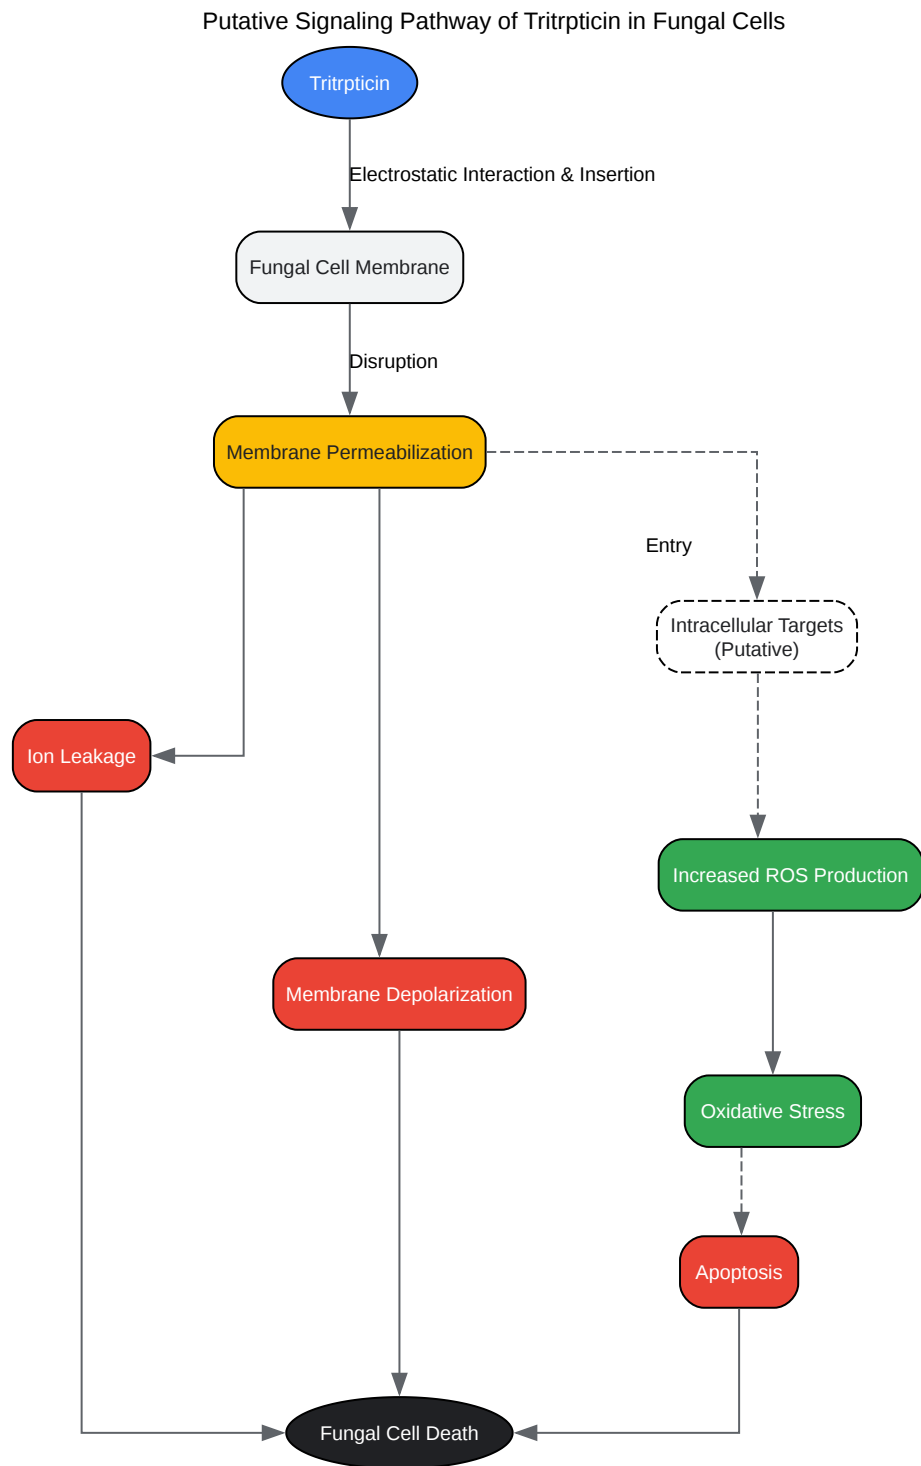 Putative Signaling Pathway of Tritrpticin in Fungal Cells
Tritrpticin
Electrostatic Interaction & Insertion
Fungal Cell Membrane
Disruption
Membrane Permeabilization
Entry
Intracellular Targets
(Putative)
Ion Leakage
Increased ROS Production
Membrane Depolarization
Oxidative Stress
Apoptosis
Fungal Cell Death